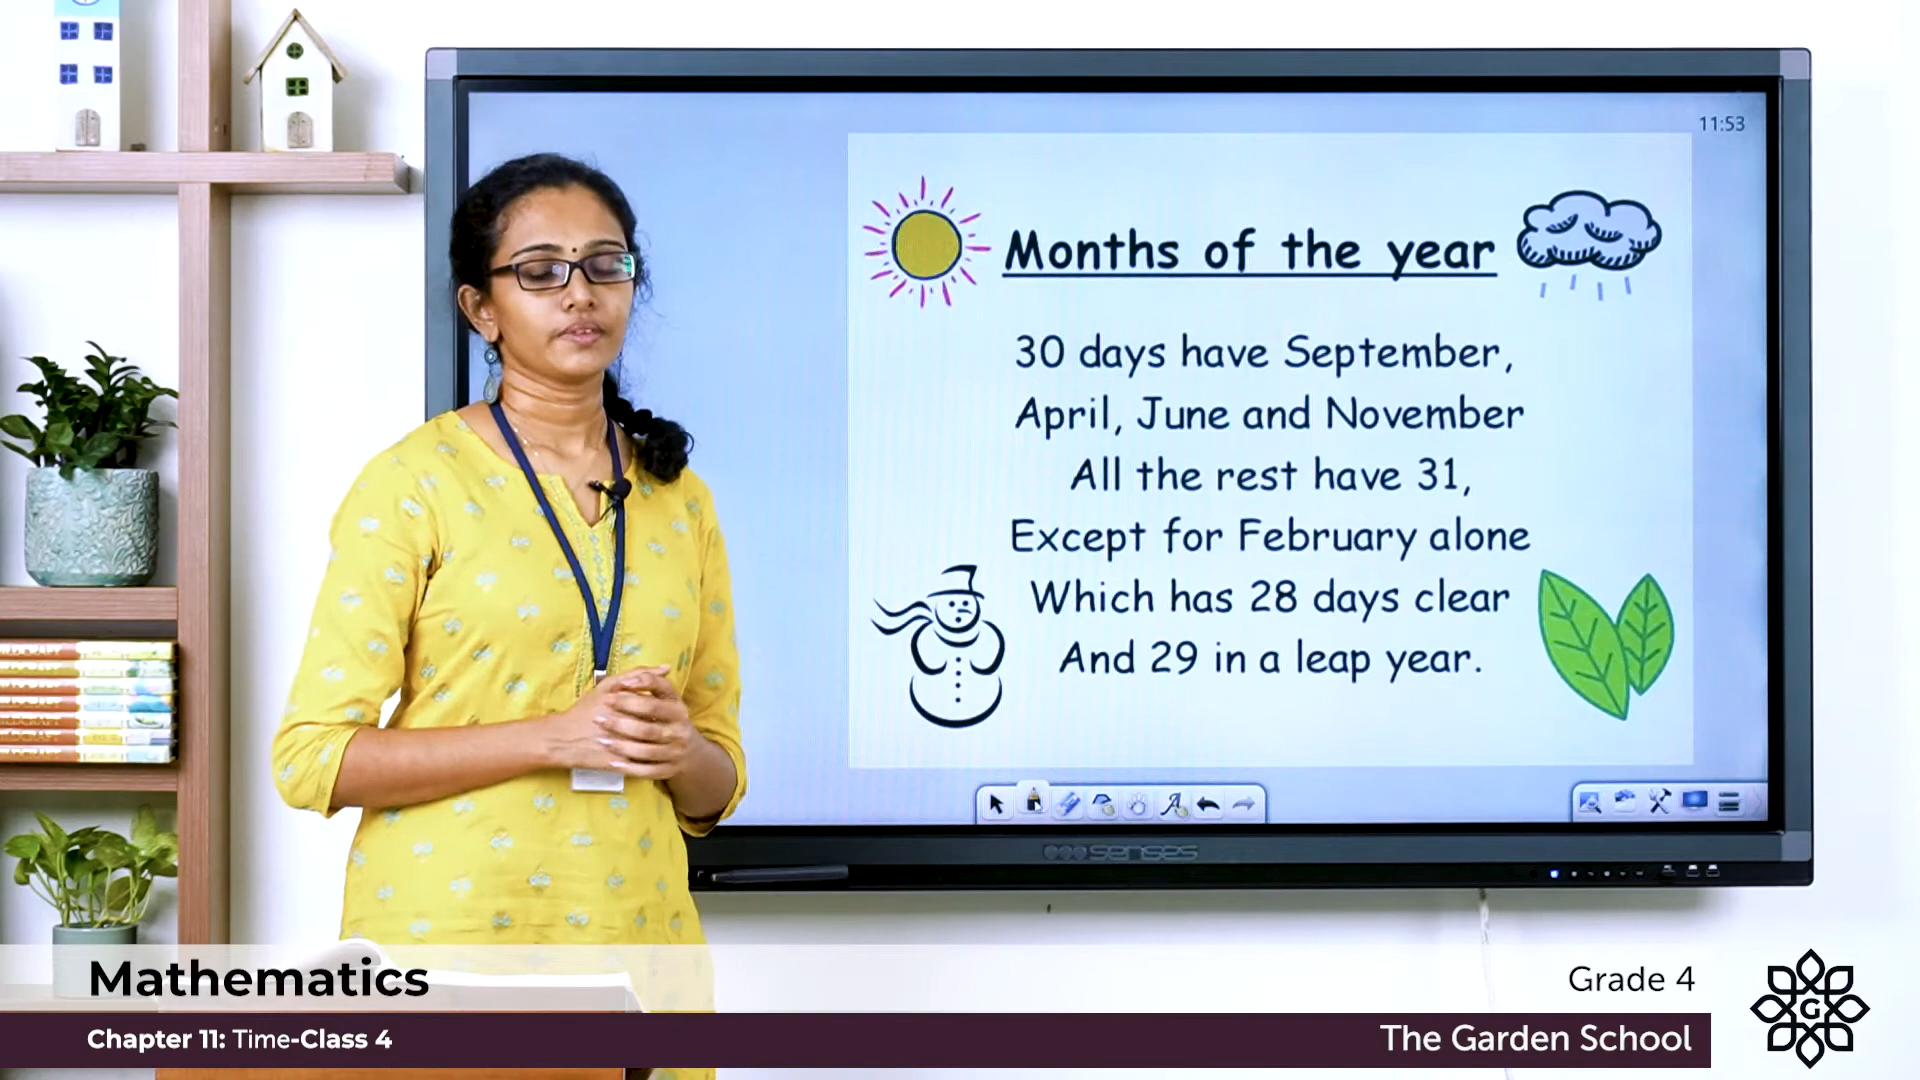 11:53
Months of the year
30 days have September,
April, June and November
All the rest have 31,
Except for February alone
Which has 28 days clear
And 29 in a leap year.
senses
Mathematics
Grade 4
Chapter 11: Time-Class 4
The Garden School
G